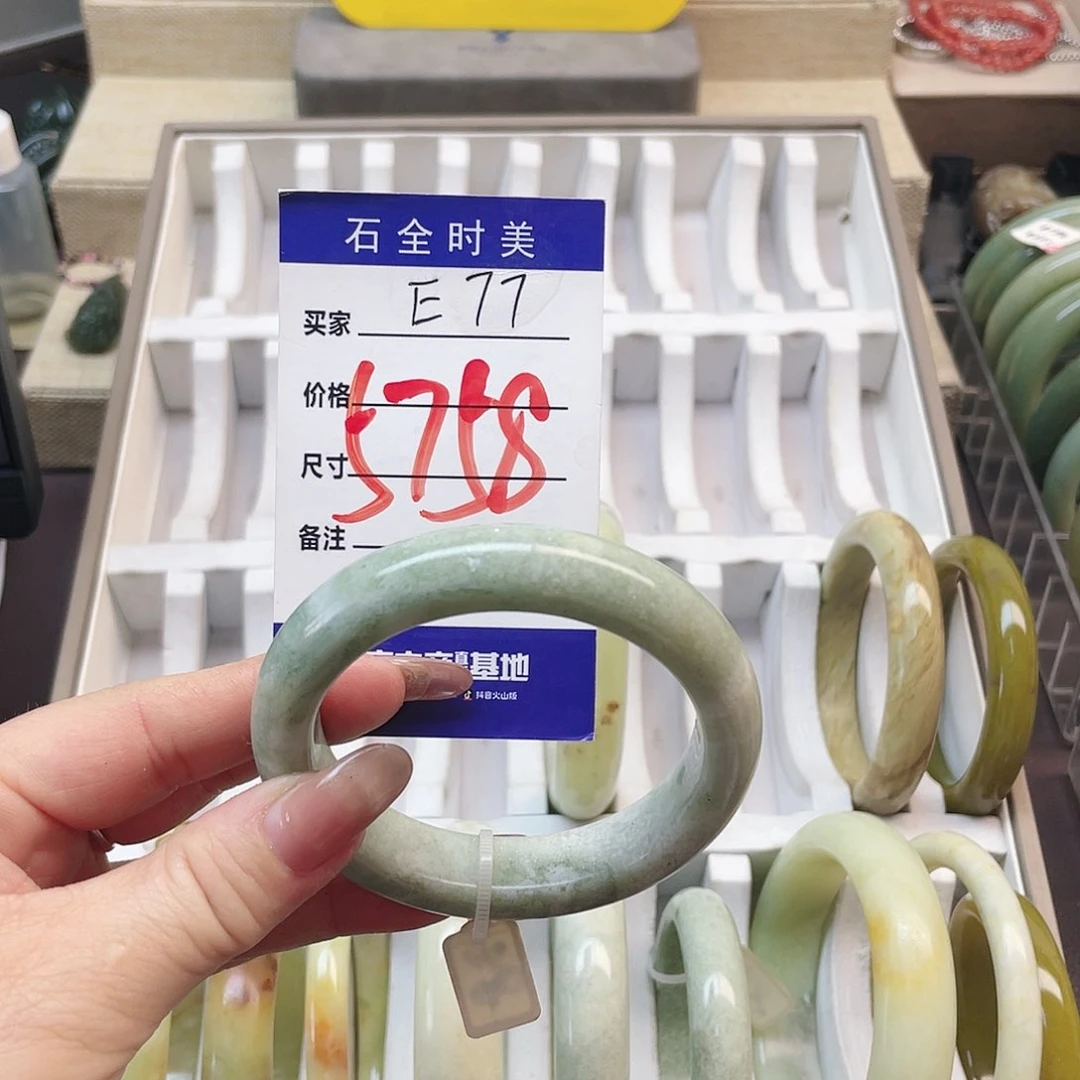 石全时美
买家 E77
价格 5758
尺寸
备注
基地
抖音火山版